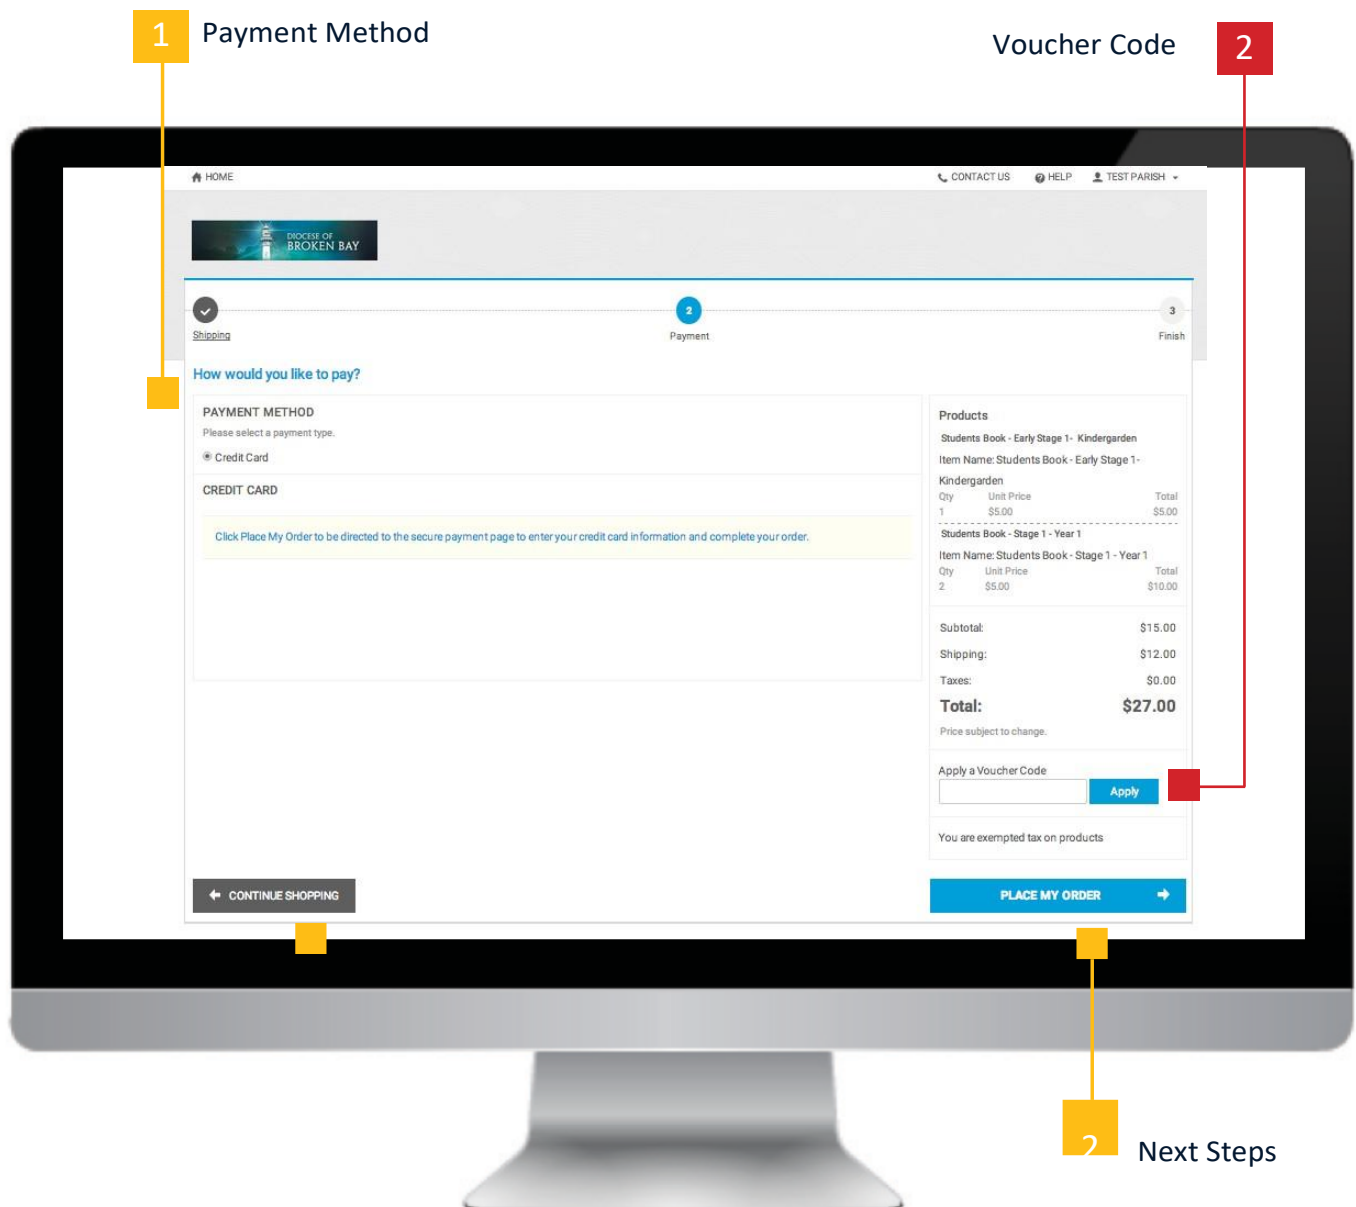 1 Payment Method
Voucher Code 2
HOME
CONTACT US HELP TEST PARISH
DIOCESE OF
BROKEN BAY
2 3
Shipping Payment Finish
How would you like to pay?
PAYMENT METHOD
Please select a payment type.
Credit Card
CREDIT CARD
Click Place My Order to be directed to the secure payment page to enter your credit card information and complete your order.
Products
Students Book - Early Stage 1- Kindergarden
Item Name: Students Book - Early Stage 1-
Kindergarden
Qty Unit Price Total
1 $5.00 $5.00
Students Book - Stage 1 - Year 1
Item Name: Students Book - Stage 1 - Year 1
Qty Unit Price Total
2 $5.00 $10.00
Subtotal: $15.00
Shipping: $12.00
Taxes: $0.00
Total: $27.00
Price subject to change.
Apply a Voucher Code
Apply
You are exempted tax on products
CONTINUE SHOPPING
PLACE MY ORDER
2 Next Steps